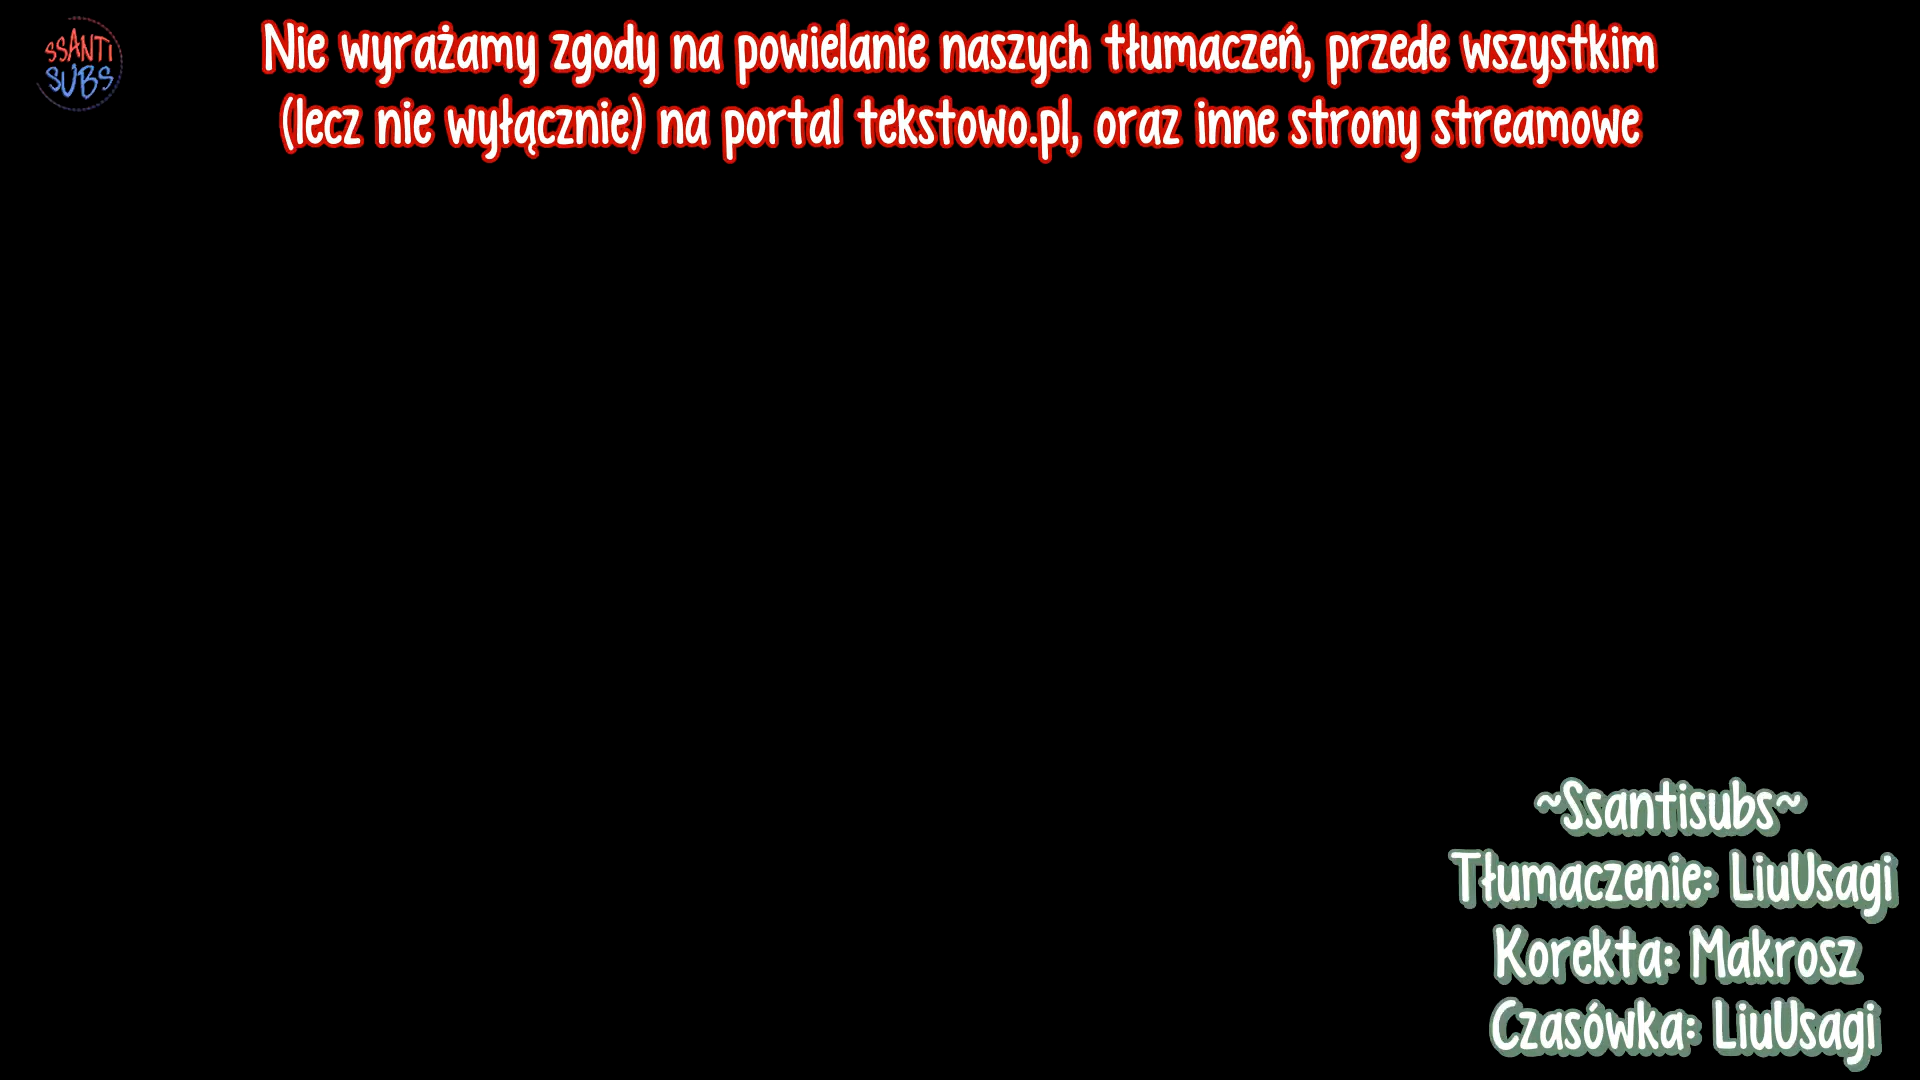 SSANTI
SUBS
Nie wyrażamy zgody na powielanie naszych tłumaczeń, przede wszystkim
(lecz nie wyłącznie) na portal tekstowo.pl, oraz inne strony streamowe
~Ssantisubs~
Tłumaczenie: LiuUsagi
Korekta: Makrosz
Czasówka: LiuUsagi